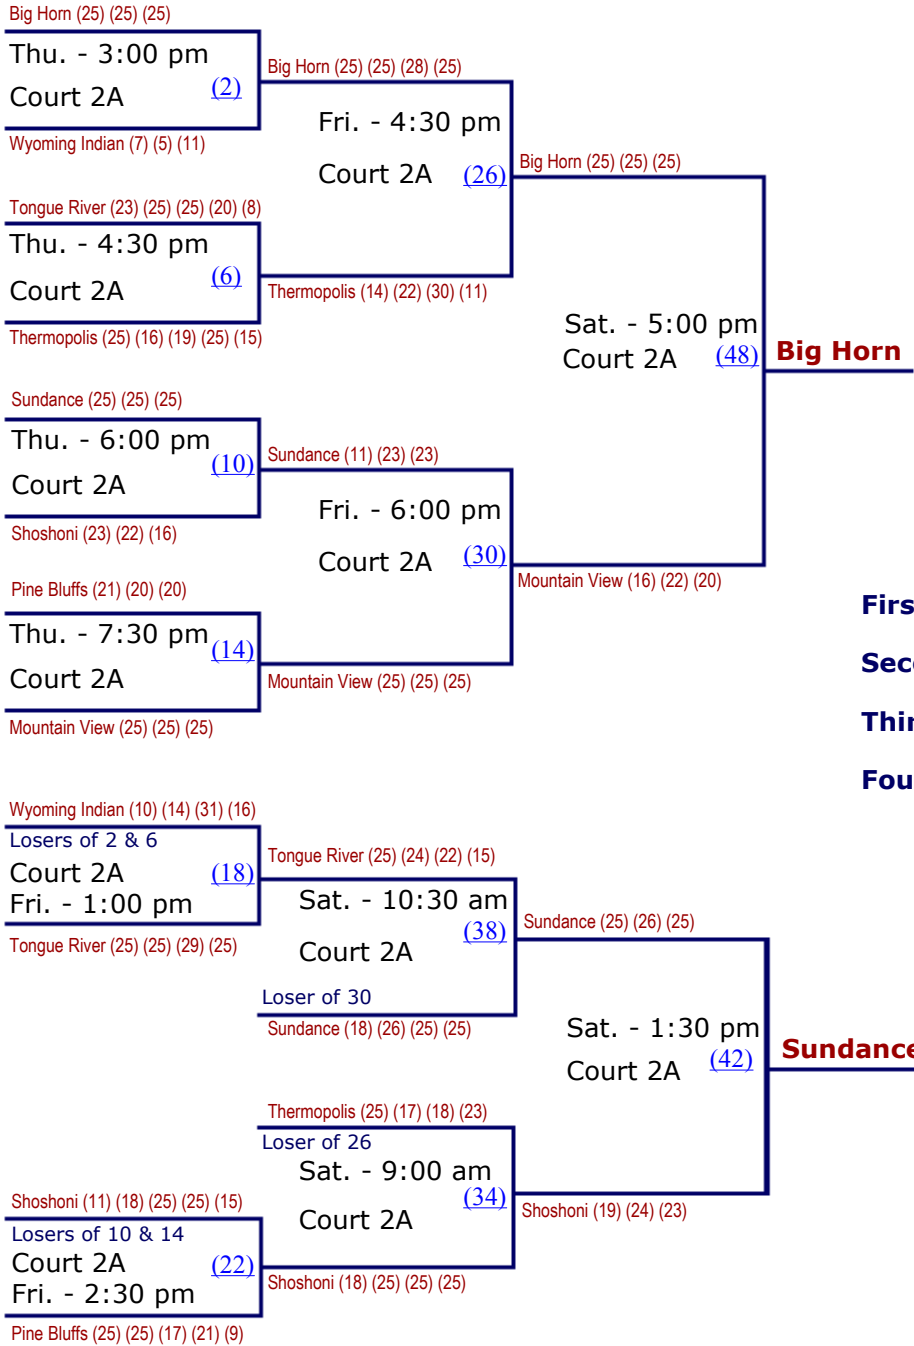 Big Horn (25) (25) (25)
Thu. - 3:00 pm
Court 2A (2)
Wyoming Indian (7) (5) (11)
Big Horn (25) (25) (28) (25)
Fri. - 4:30 pm
Court 2A (26)
Tongue River (23) (25) (25) (20) (8)
Thu. - 4:30 pm
Court 2A (6)
Thermopolis (25) (16) (19) (25) (15)
Thermopolis (14) (22) (30) (11)
Big Horn (25) (25) (25)
Sat. - 5:00 pm
Court 2A (48)
Big Horn
Sundance (25) (25) (25)
Thu. - 6:00 pm
Court 2A (10)
Shoshoni (23) (22) (16)
Sundance (11) (23) (23)
Fri. - 6:00 pm
Court 2A (30)
Mountain View (16) (22) (20)
Pine Bluffs (21) (20) (20)
Thu. - 7:30 pm
Court 2A (14)
Mountain View (25) (25) (25)
Mountain View (25) (25) (25)
Firs
Seco
Thir
Fou
Wyoming Indian (10) (14) (31) (16)
Losers of 2 & 6
Court 2A (18)
Fri. - 1:00 pm
Tongue River (25) (25) (29) (25)
Tongue River (25) (24) (22) (15)
Sat. - 10:30 am
Court 2A (38)
Loser of 30
Sundance (18) (26) (25) (25)
Sundance (25) (26) (25)
Sat. - 1:30 pm
Court 2A (42)
Sundance
Thermopolis (25) (17) (18) (23)
Loser of 26
Sat. - 9:00 am
Court 2A (34)
Shoshoni (19) (24) (23)
Shoshoni (11) (18) (25) (25) (15)
Losers of 10 & 14
Court 2A (22)
Fri. - 2:30 pm
Pine Bluffs (25) (25) (17) (21) (9)
Shoshoni (18) (25) (25) (25)